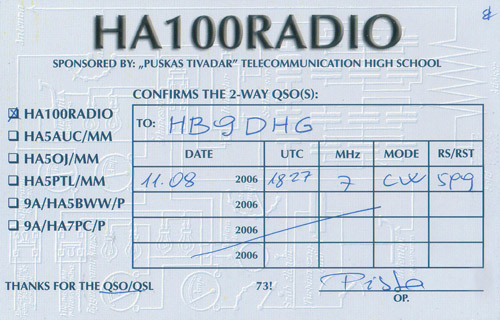 HA100RADIO
SPONSORED BY: „PUSKAS TIVADAR” TELECOMMUNICATION HIGH SCHOOL
CONFIRMS THE 2-WAY QSO(S):
HA100RADIO
HA5AUC/MM
HA5OJ/MM
HA5PTL/MM
9A/HA5BWW/P
9A/HA7PC/P
TO: HB9DHG
DATE UTC MHz MODE RS/RST
11.08 2006 1827 7 CW 599
2006
2006
2006
THANKS FOR THE QSO/QSL 73! Pista
OP.